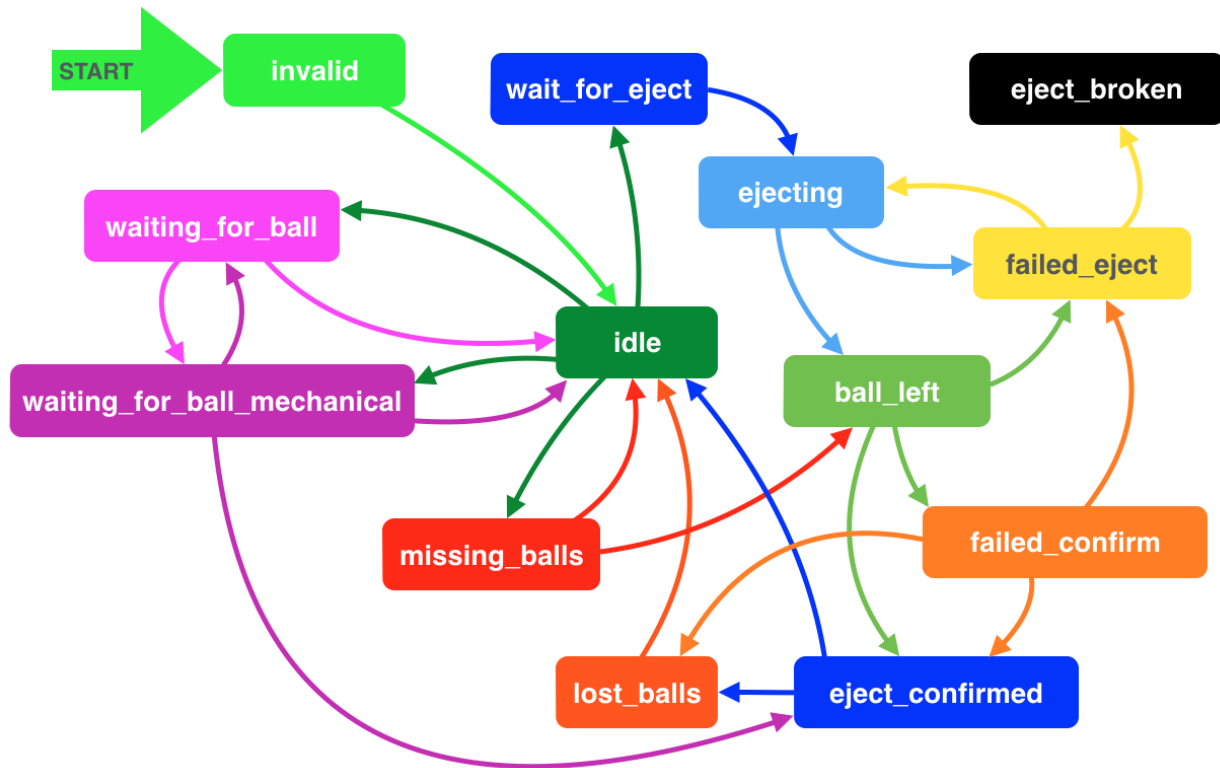 START
invalid
wait_for_eject
eject_broken
ejecting
waiting_for_ball
failed_eject
idle
waiting_for_ball_mechanical
ball_left
missing_balls
failed_confirm
lost_balls
eject_confirmed